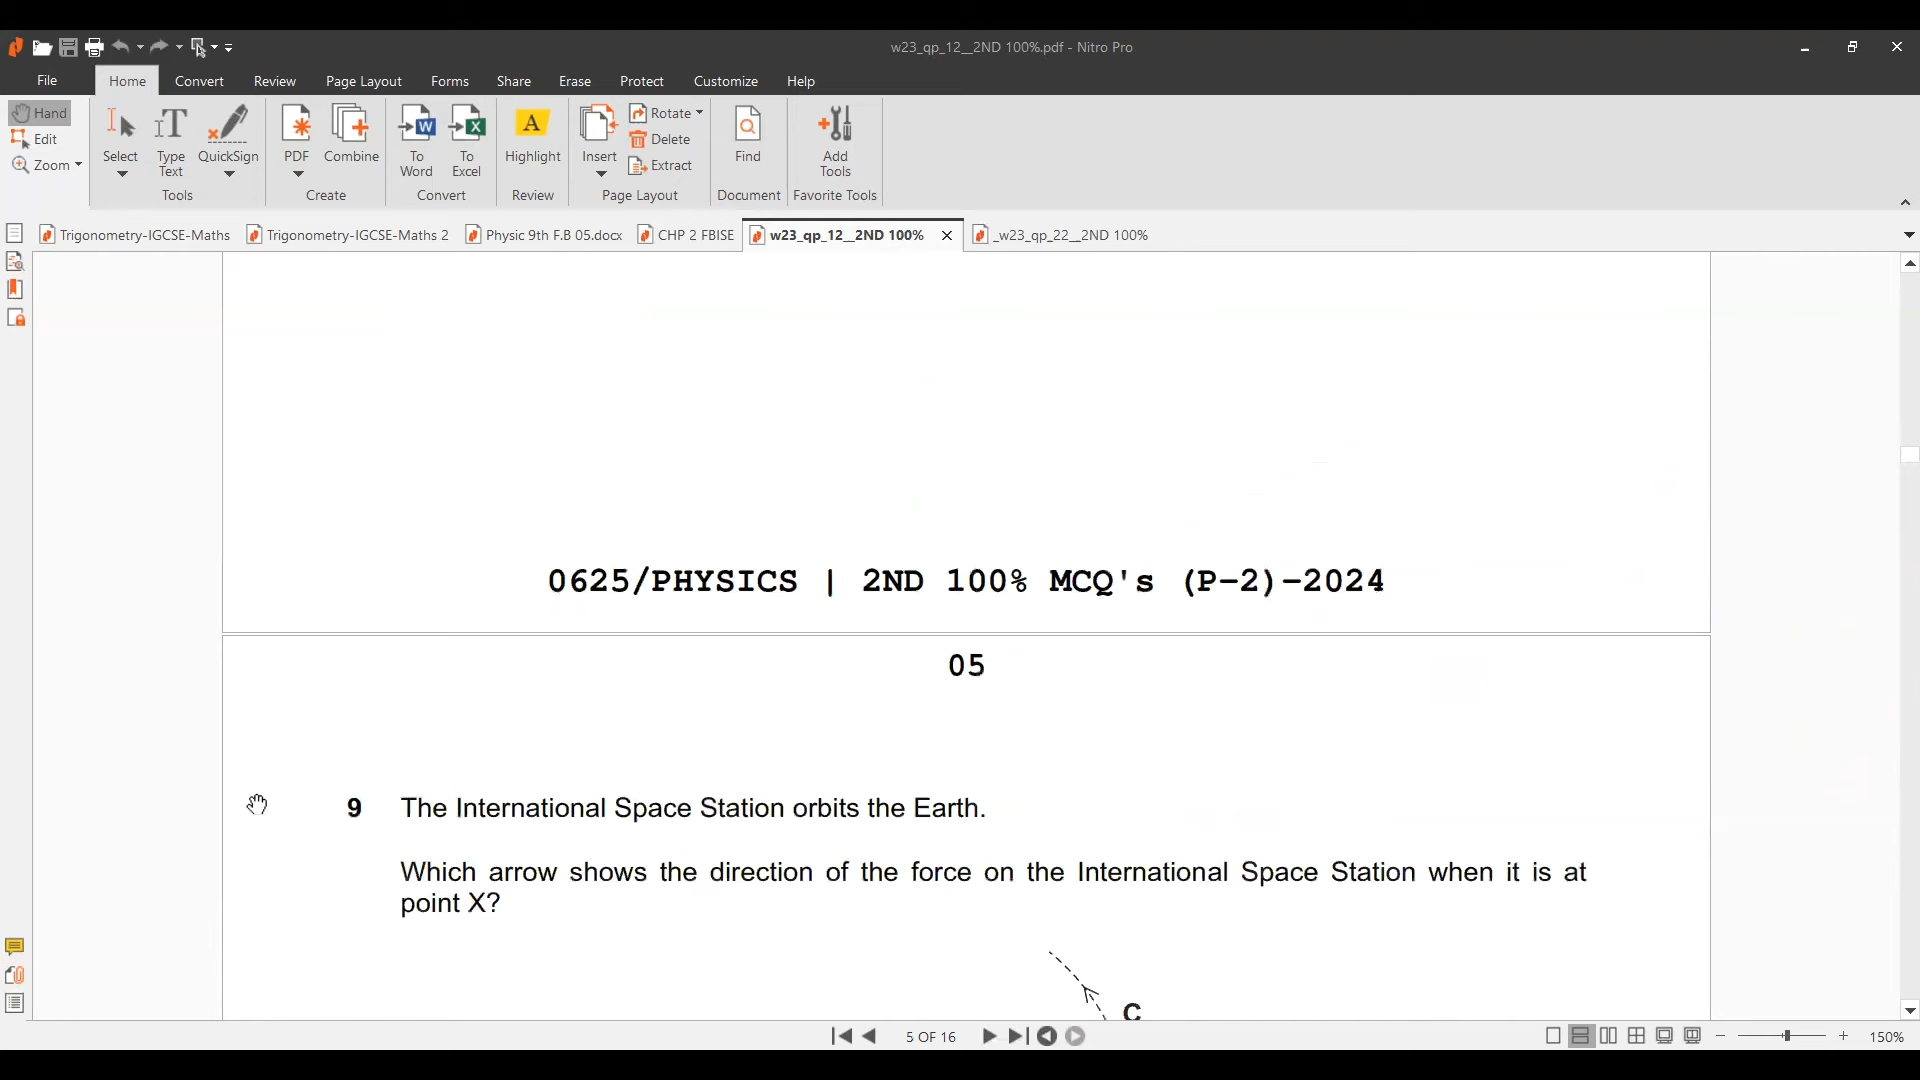 w23_qp_12__2ND 100%.pdf - Nitro Pro
File Home Convert Review Page Layout Forms Share Erase Protect Customize Help
Hand
Edit
Zoom
Select
Type Text
QuickSign
Tools
PDF
Combine
Create
To Word
To Excel
Convert
Highlight
Review
Insert
Rotate
Delete
Extract
Page Layout
Find
Document
Add Tools
Favorite Tools
Trigonometry-IGCSE-Maths Trigonometry-IGCSE-Maths 2 Physic 9th F.B 05.docx CHP 2 FBISE w23_qp_12__2ND 100% _w23_qp_22__2ND 100%
0625/PHYSICS | 2ND 100% MCQ's (P-2)-2024
05
9 The International Space Station orbits the Earth.
Which arrow shows the direction of the force on the International Space Station when it is at
point X?
C
5 OF 16
150%